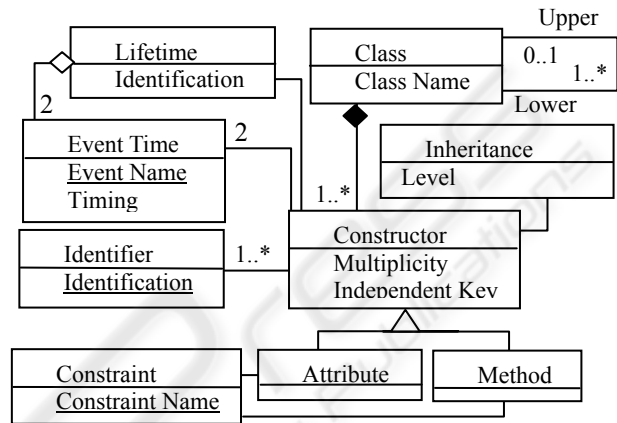 Upper
Lifetime
Identification
Class
Class Name
0..1
1..*
Lower
2
Event Time
Event Name
Timing
2
Inheritance
Level
1..*
Identifier
Identification
1..*
Constructor
Multiplicity
Independent Key
Constraint
Constraint Name
Attribute
Method